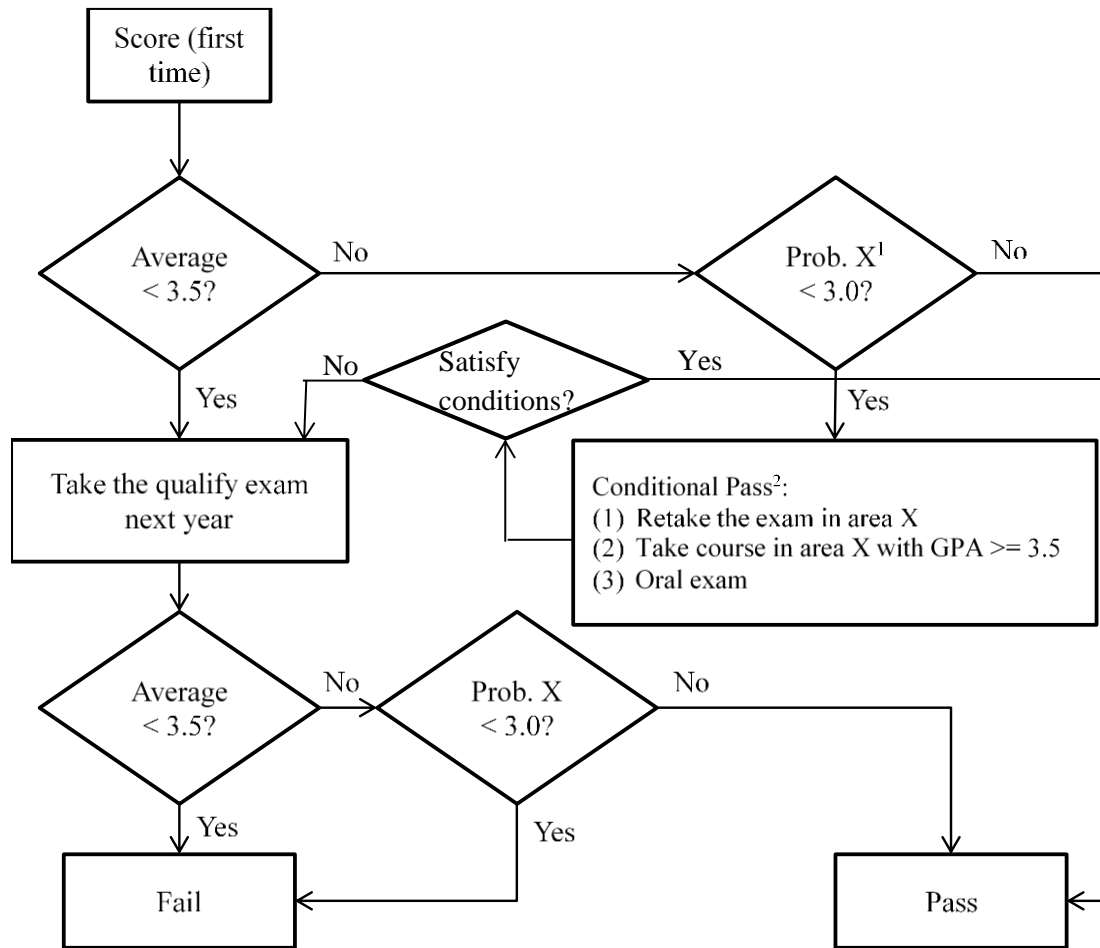 Score (first
time)
Average
< 3.5?
No
Prob. X¹
< 3.0?
No
Yes
No
Satisfy
conditions?
Yes
Yes
Take the qualify exam
next year
Conditional Pass²:
(1) Retake the exam in area X
(2) Take course in area X with GPA >= 3.5
(3) Oral exam
Average
< 3.5?
No
Prob. X
< 3.0?
No
Yes
Yes
Fail
Pass